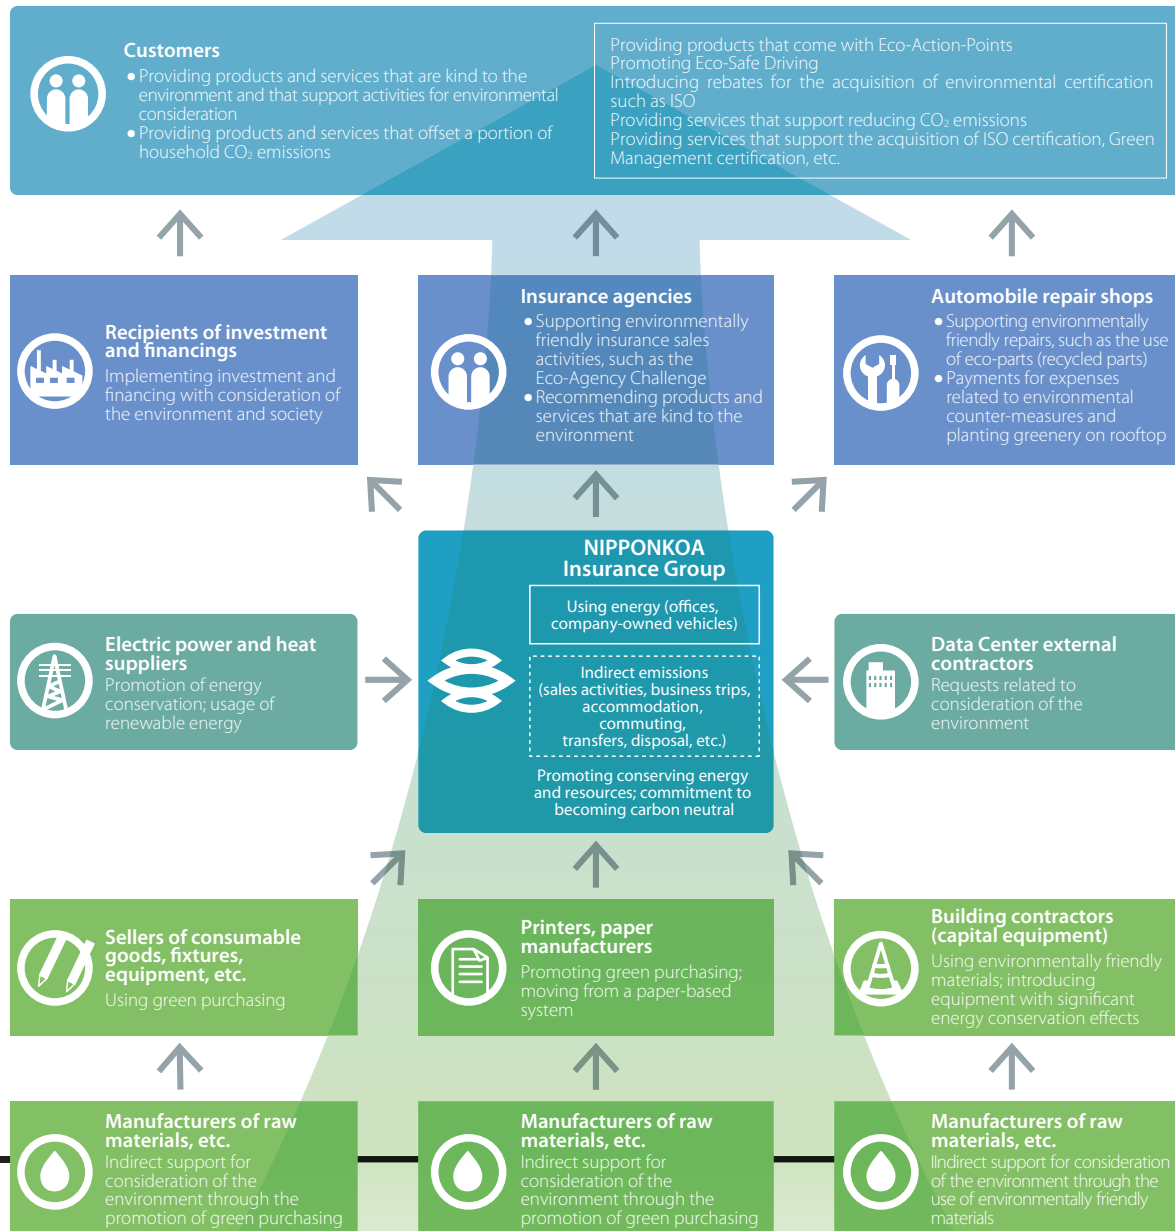 Customers
● Providing products and services that are kind to the
environment and that support activities for environmental
consideration
● Providing products and services that offset a portion of
household CO₂ emissions
Providing products that come with Eco-Action-Points
Promoting Eco-Safe Driving
Introducing rebates for the acquisition of environmental certification
such as ISO
Providing services that support reducing CO₂ emissions
Providing services that support the acquisition of ISO certification, Green
Management certification, etc.
Recipients of investment
and financings
Implementing investment and
financing with consideration of
the environment and society
Insurance agencies
● Supporting environmentally
friendly insurance sales
activities, such as the
Eco-Agency Challenge
● Recommending products and
services that are kind to the
environment
Automobile repair shops
● Supporting environmentally
friendly repairs, such as the use
of eco-parts (recycled parts)
● Payments for expenses
related to environmental
counter-measures and
planting greenery on rooftop
NIPPONKOA
Insurance Group
Using energy (offices,
company-owned vehicles)
Indirect emissions
(sales activities, business trips,
accommodation,
commuting,
transfers, disposal, etc.)
Promoting conserving energy
and resources; commitment to
becoming carbon neutral
Electric power and heat
suppliers
Promotion of energy
conservation; usage of
renewable energy
Data Center external
contractors
Requests related to
consideration of the
environment
Sellers of consumable
goods, fixtures,
equipment, etc.
Using green purchasing
Printers, paper
manufacturers
Promoting green purchasing;
moving from a paper-based
system
Building contractors
(capital equipment)
Using environmentally friendly
materials; introducing
equipment with significant
energy conservation effects
Manufacturers of raw
materials, etc.
Indirect support for
consideration of the
environment through the
promotion of green purchasing
Manufacturers of raw
materials, etc.
Indirect support for
consideration of the
environment through the
promotion of green purchasing
Manufacturers of raw
materials, etc.
IIndirect support for consideration
of the environment through the
use of environmentally friendly
materials